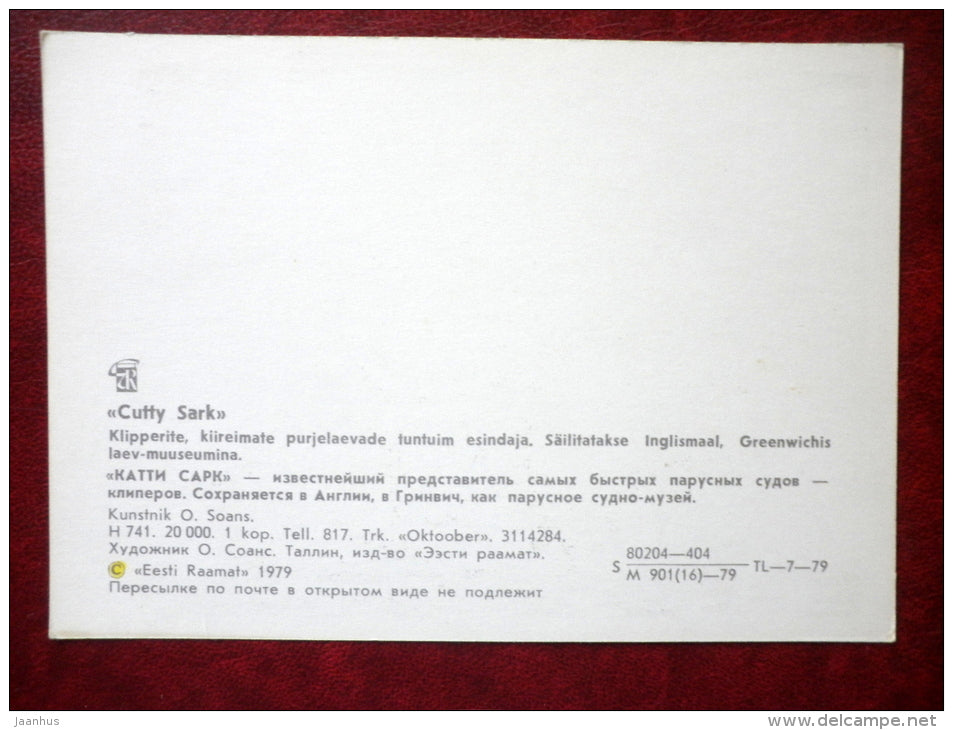 «Cutty Sark»
Klipperite, kiireimate purjelaevade tuntuim esindaja. Säilitatakse Inglismaal, Greenwichis
laev-muuseumina.
«КАТТИ САРК» — известнейший представитель самых быстрых парусных судов —
клиперов. Сохраняется в Англии, в Гринвич, как парусное судно-музей.
Kunstnik O. Soans.
H 741. 20 000. 1 kop. Tell. 817. Trk. «Oktoober». 3114284.
Художник О. Соанс. Таллин, изд-во «Ээсти раамат».
© «Eesti Raamat» 1979
Пересылке по почте в открытом виде не подлежит
S 80204—404 TL—7—79
M 901(16)—79
jaanhus
www.delcampe.net